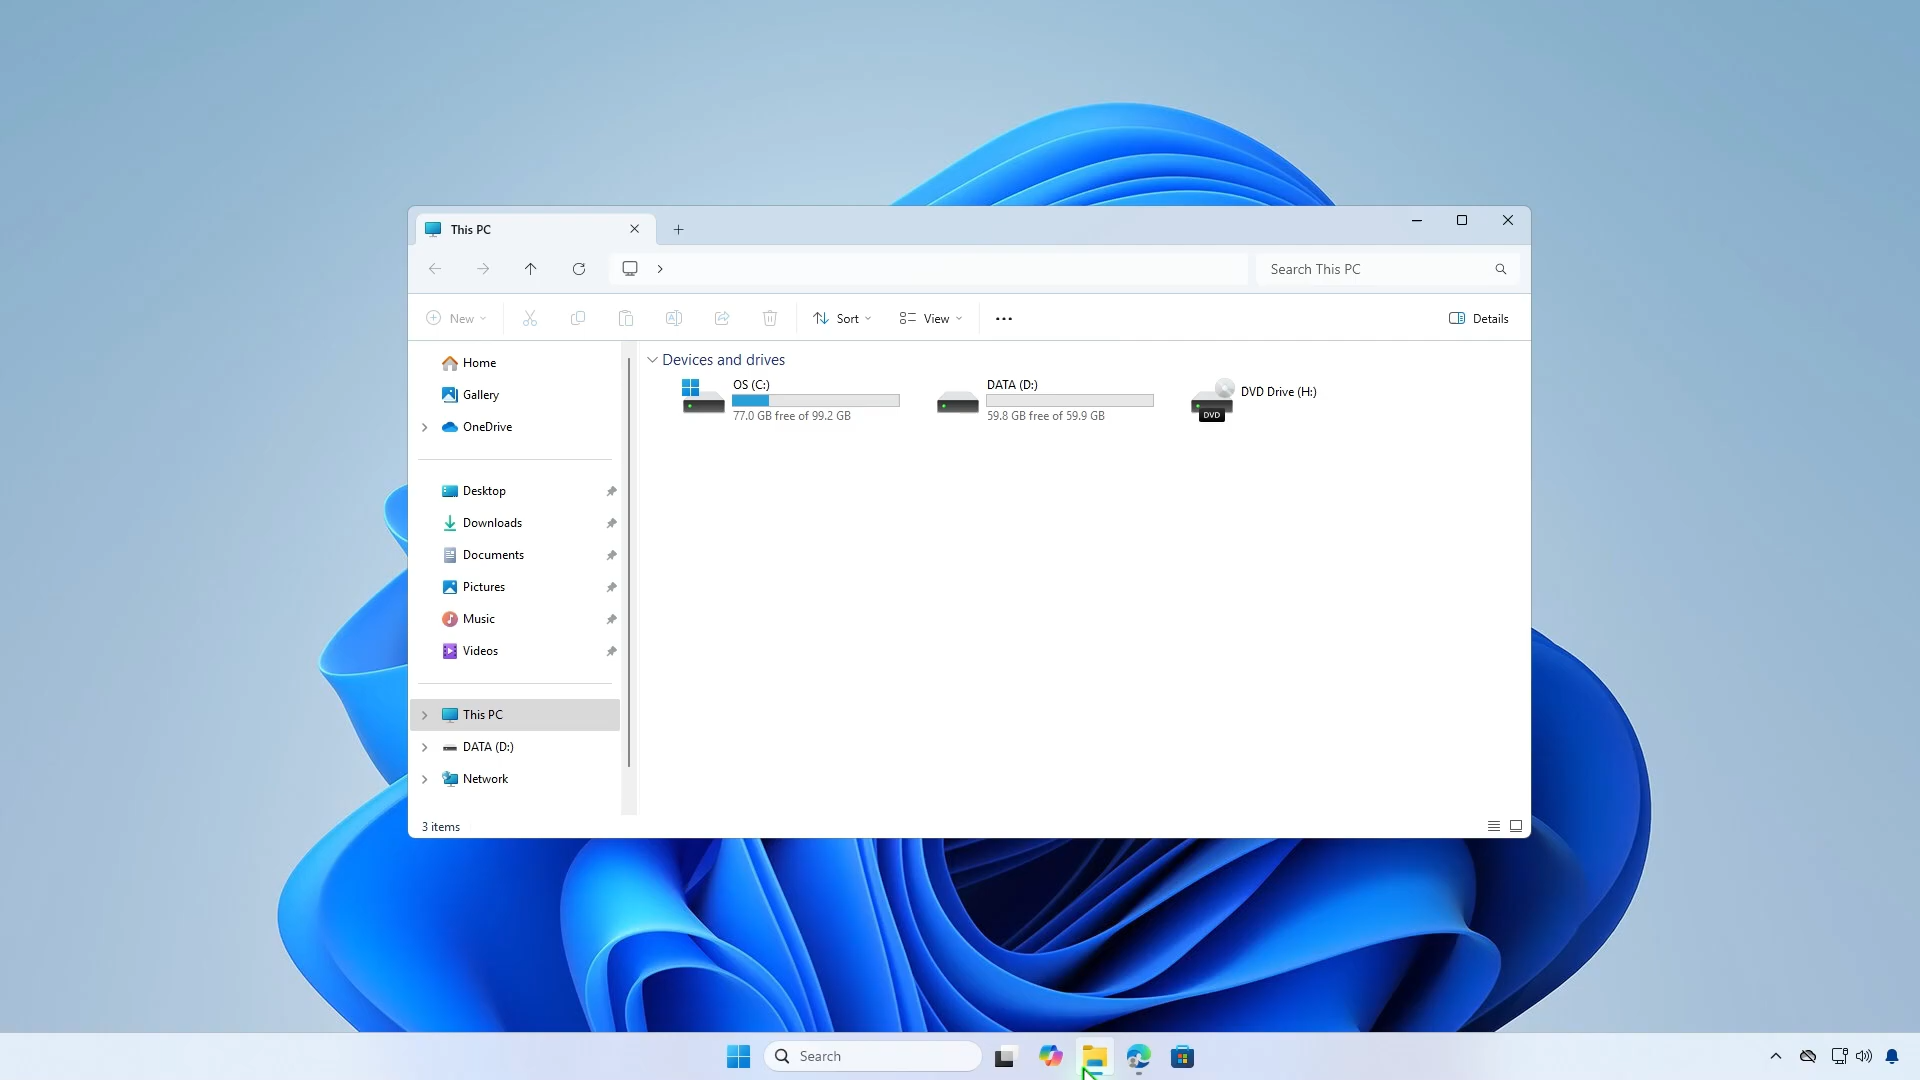 This PC
Search This PC
New
Sort
View
Details
Home
Gallery
OneDrive
Desktop
Downloads
Documents
Pictures
Music
Videos
This PC
DATA (D:)
Network
Devices and drives
OS (C:)
77.0 GB free of 99.2 GB
DATA (D:)
59.8 GB free of 59.9 GB
DVD
DVD Drive (H:)
3 items
Search